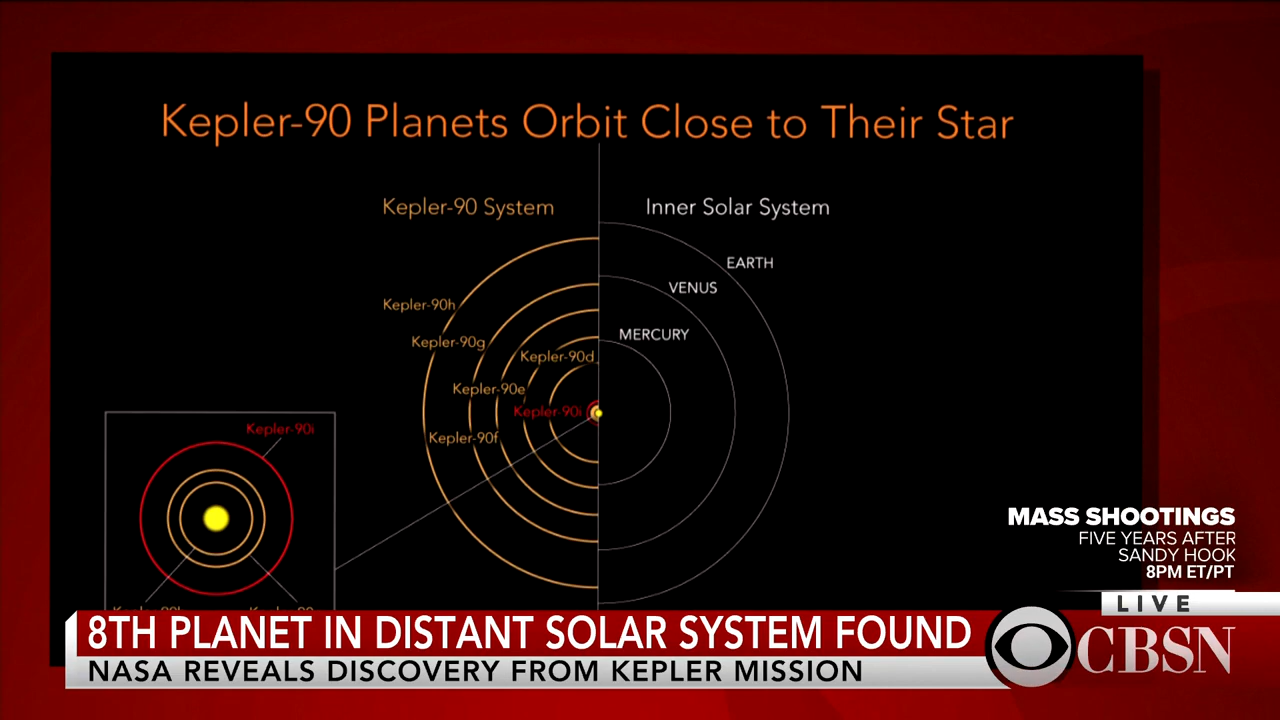 Kepler-90 Planets Orbit Close to Their Star
Kepler-90 System
Inner Solar System
EARTH
VENUS
Kepler-90h
MERCURY
Kepler-90g
Kepler-90d
Kepler-90e
Kepler-90i
Kepler-90f
Kepler-90i
MASS SHOOTINGS
FIVE YEARS AFTER
SANDY HOOK
8PM ET/PT
LIVE
8TH PLANET IN DISTANT SOLAR SYSTEM FOUND
NASA REVEALS DISCOVERY FROM KEPLER MISSION
CBSN